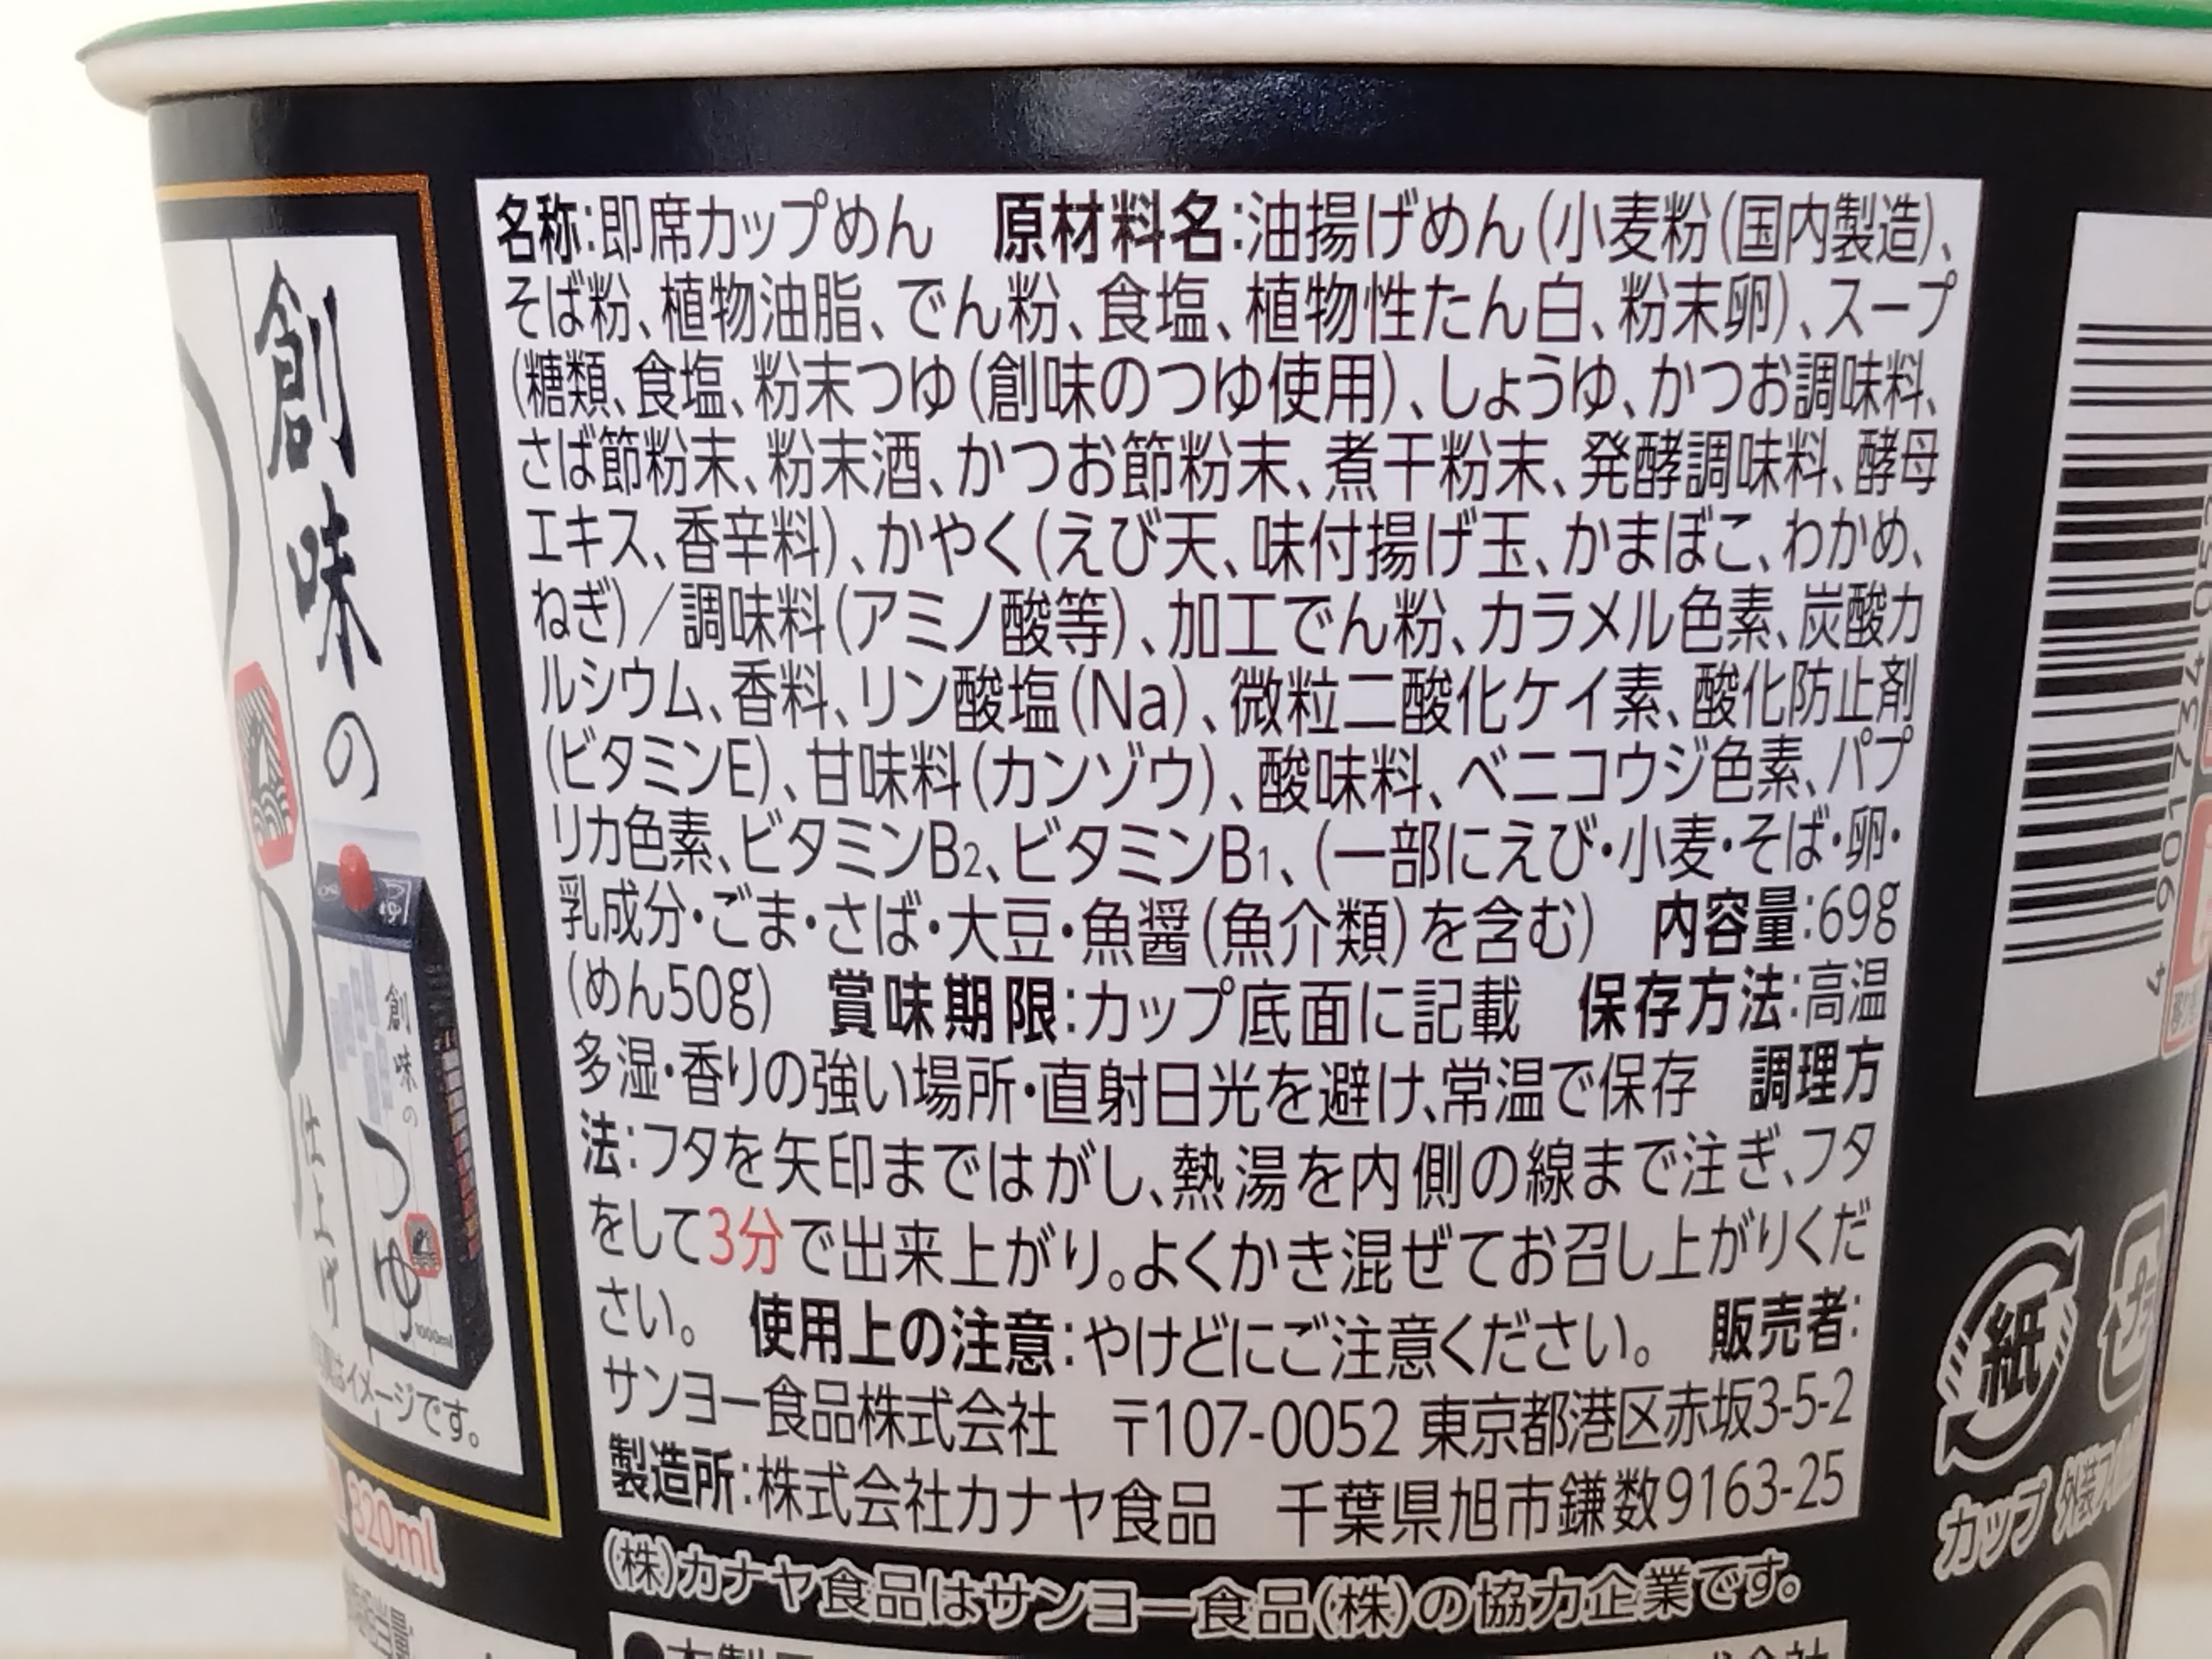 創味の
仕上げ
創味の
つゆ
1000ml
はイメージです。
320ml
名称:即席カップめん 原材料名:油揚げめん(小麦粉(国内製造)、
そば粉、植物油脂、でん粉、食塩、植物性たん白、粉末卵)、スープ
(糖類、食塩、粉末つゆ(創味のつゆ使用)、しょうゆ、かつお調味料、
さば節粉末、粉末酒、かつお節粉末、煮干粉末、発酵調味料、酵母
エキス、香辛料)、かやく(えび天、味付揚げ玉、かまぼこ、わかめ、
ねぎ)/調味料(アミノ酸等)、加工でん粉、カラメル色素、炭酸カ
ルシウム、香料、リン酸塩(Na)、微粒二酸化ケイ素、酸化防止剤
(ビタミンE)、甘味料(カンゾウ)、酸味料、ベニコウジ色素、パプ
リカ色素、ビタミンB2、ビタミンB1、(一部にえび・小麦・そば・卵・
乳成分・ごま・さば・大豆・魚醤(魚介類)を含む) 内容量:69g
(めん50g) 賞味期限:カップ底面に記載 保存方法:高温
多湿・香りの強い場所・直射日光を避け、常温で保存 調理方
法:フタを矢印まではがし、熱湯を内側の線まで注ぎ、フタ
をして3分で出来上がり。よくかき混ぜてお召し上がりくだ
さい。 使用上の注意:やけどにご注意ください。 販売者:
サンヨー食品株式会社 〒107-0052 東京都港区赤坂3-5-2
製造所:株式会社カナヤ食品 千葉県旭市鎌数9163-25
(株)カナヤ食品はサンヨー食品(株)の協力企業です。
紙
カップ 外装フィ